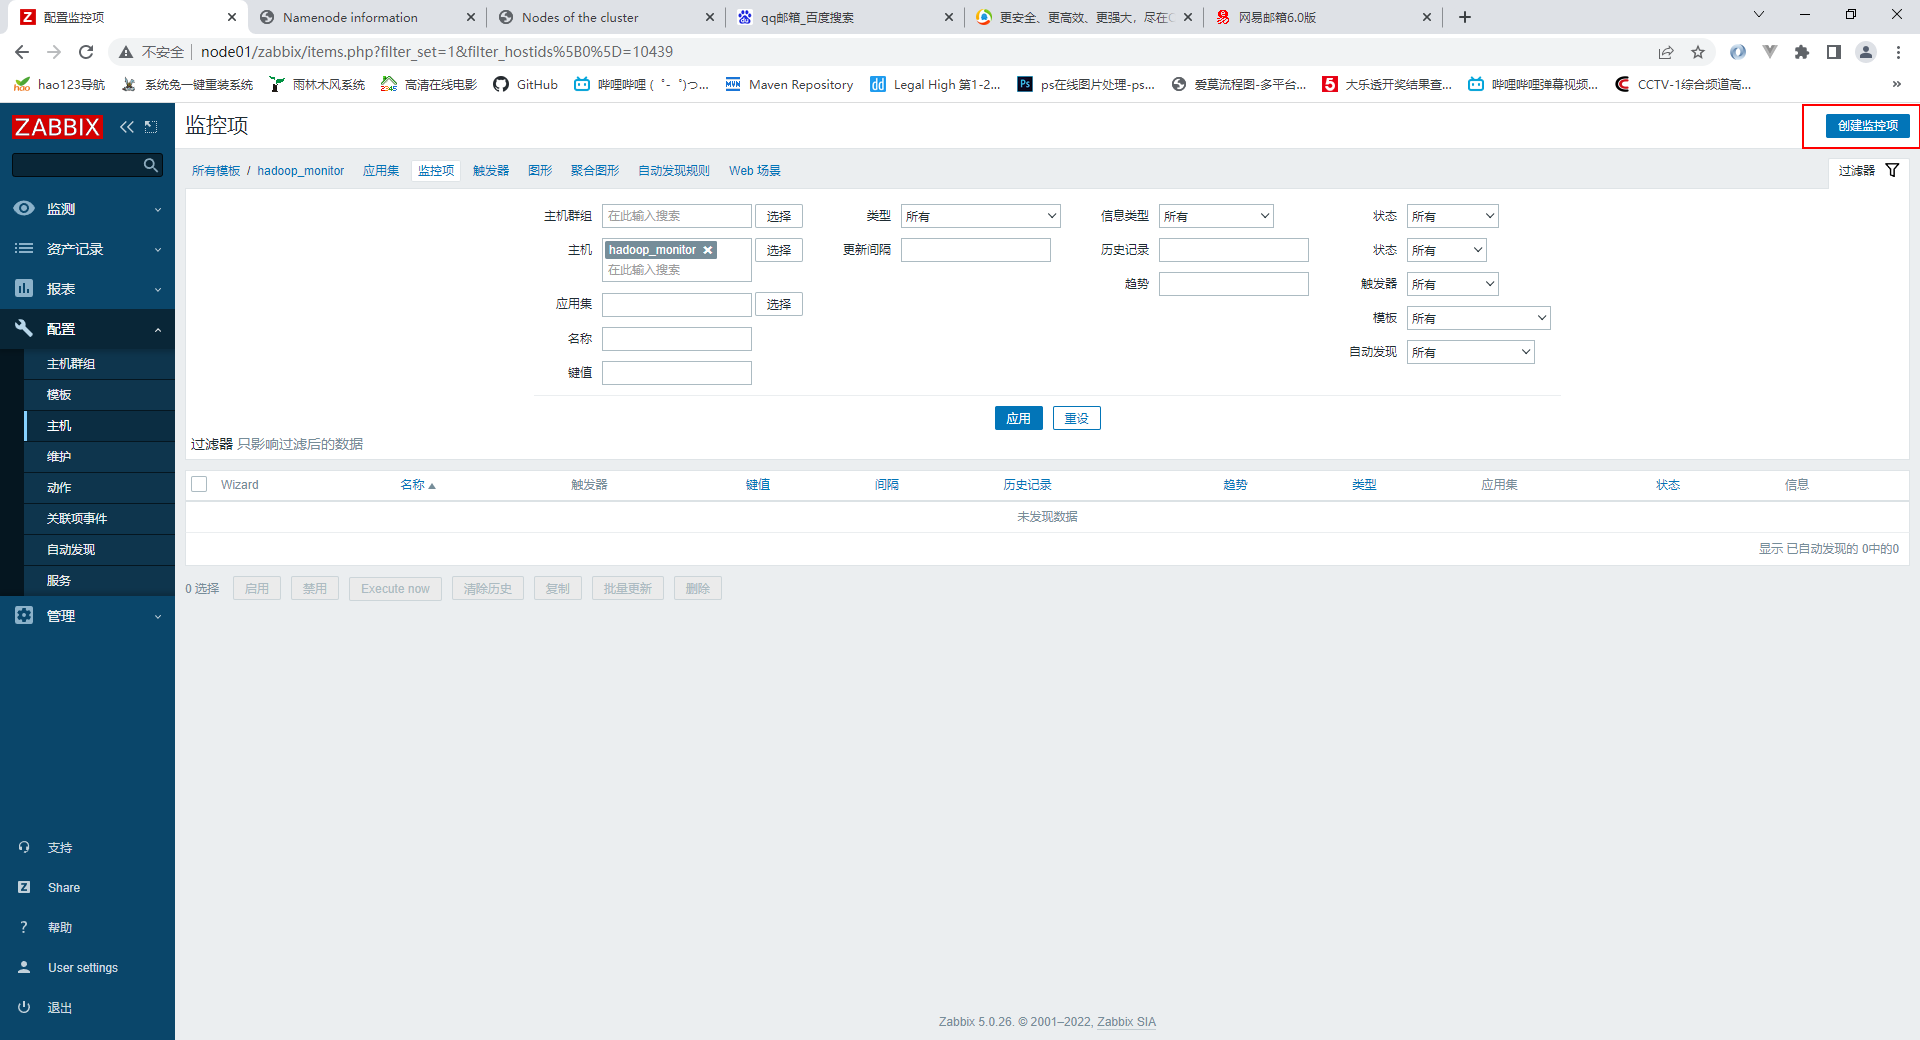 配置监控项
Namenode information
Nodes of the cluster
qq邮箱_百度搜索
更安全、更高效、更强大，尽在
网易邮箱6.0版
不安全
node01/zabbix/items.php?filter_set=1&filter_hostids%5B0%5D=10439
hao123导航
系统兔一键重装系统
雨林木风系统
高清在线电影
GitHub
哔哩哔哩 (゜-゜)つ...
Maven Repository
Legal High 第1-2...
ps在线图片处理-ps...
爱莫流程图-多平台...
大乐透开奖结果查...
哔哩哔哩弹幕视频...
CCTV-1综合频道高...
»
ZABBIX
监控项
创建监控项
所有模板 / hadoop_monitor 应用集 监控项 触发器 图形 聚合图形 自动发现规则 Web 场景
过滤器
监测
资产记录
报表
配置
主机群组
模板
主机
维护
动作
关联项事件
自动发现
服务
管理
支持
Share
帮助
User settings
退出
主机群组 在此输入搜索 选择
主机 hadoop_monitor 选择
在此输入搜索
应用集 选择
名称
键值
类型 所有
更新间隔
信息类型 所有
历史记录
趋势
状态 所有
状态 所有
触发器 所有
模板 所有
自动发现 所有
应用 重设
过滤器 只影响过滤后的数据
Wizard 名称 触发器 键值 间隔 历史记录 趋势 类型 应用集 状态 信息
未发现数据
显示 已自动发现的 0中的0
0 选择 启用 禁用 Execute now 清除历史 复制 批量更新 删除
Zabbix 5.0.26. © 2001–2022, Zabbix SIA